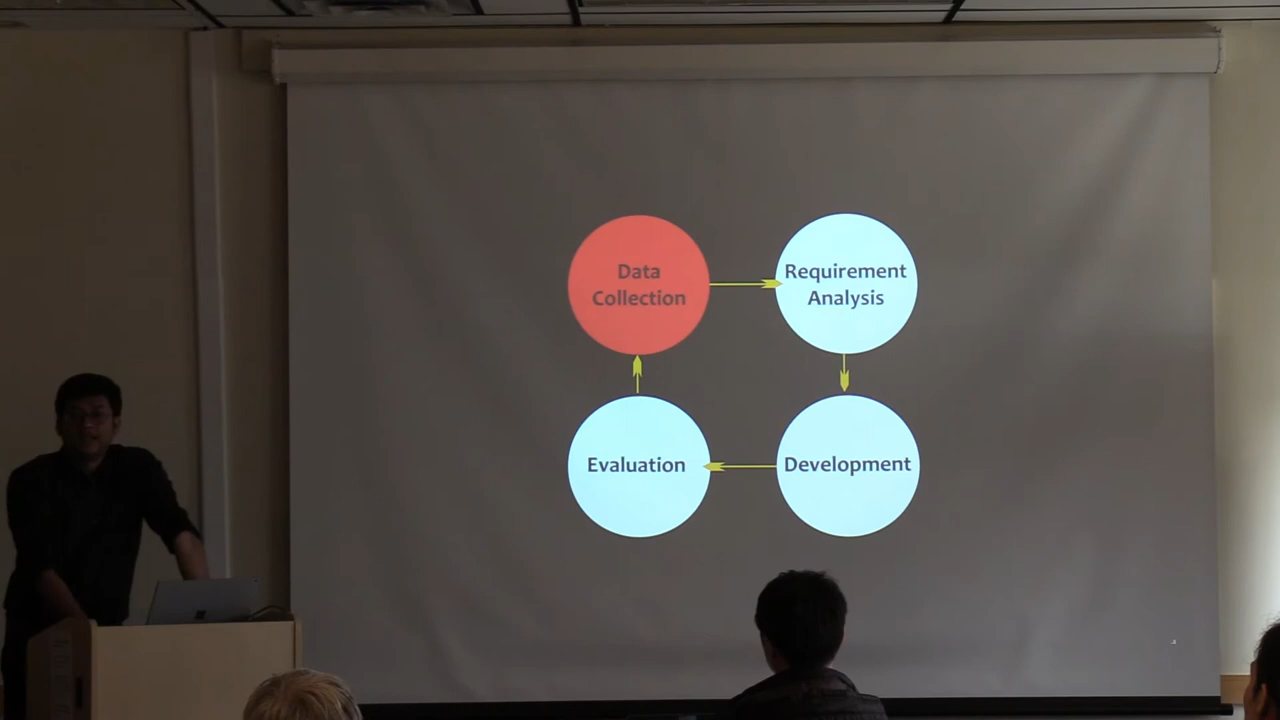 Data
Collection
Requirement
Analysis
Evaluation
Development